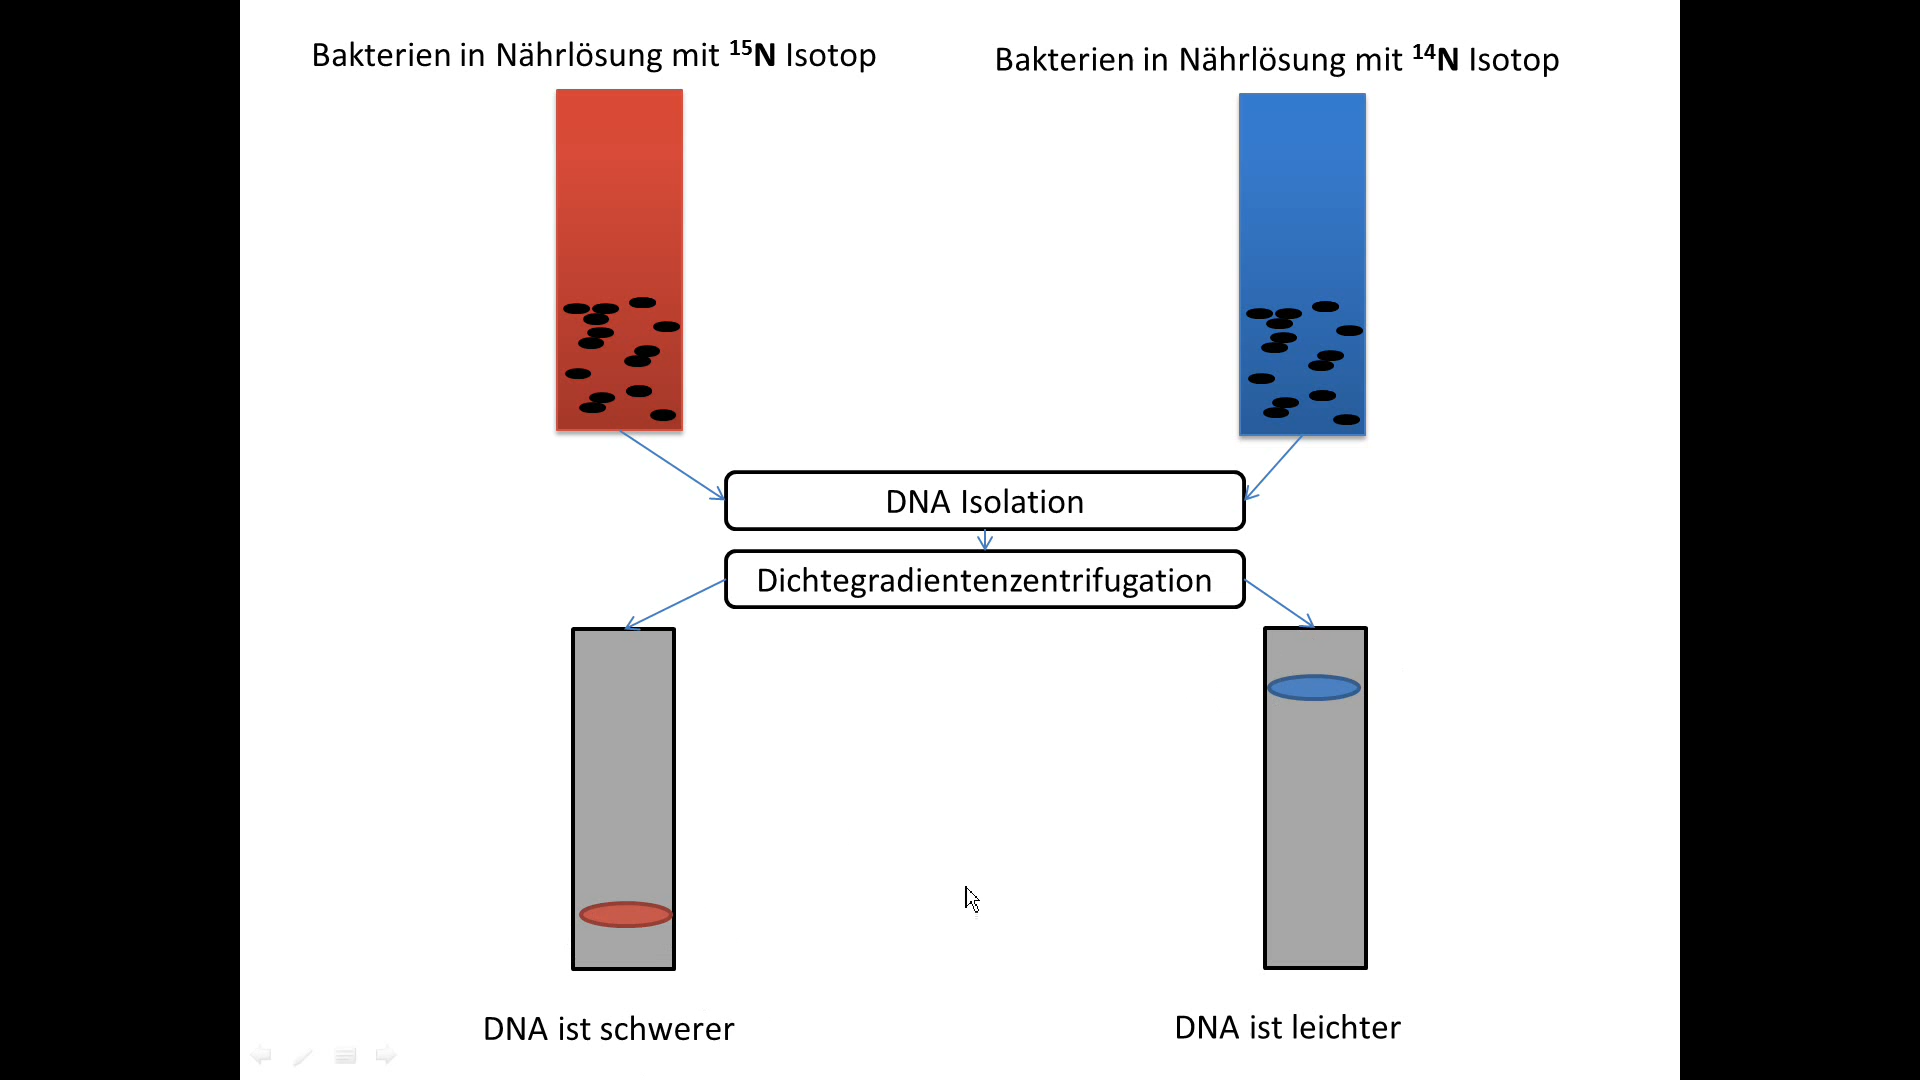 Bakterien in Nährlösung mit ¹⁵N Isotop
Bakterien in Nährlösung mit ¹⁴N Isotop
DNA Isolation
Dichtegradientenzentrifugation
DNA ist schwerer
DNA ist leichter